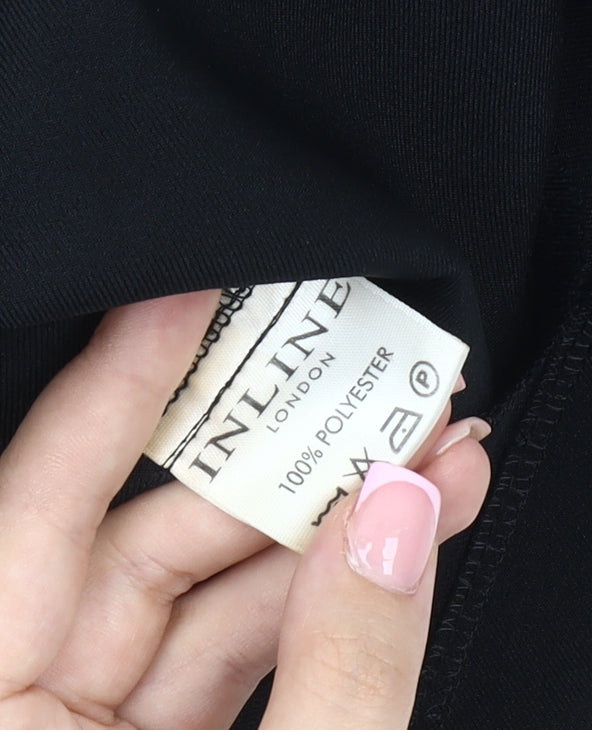 INLINE
LONDON
100% POLYESTER
P